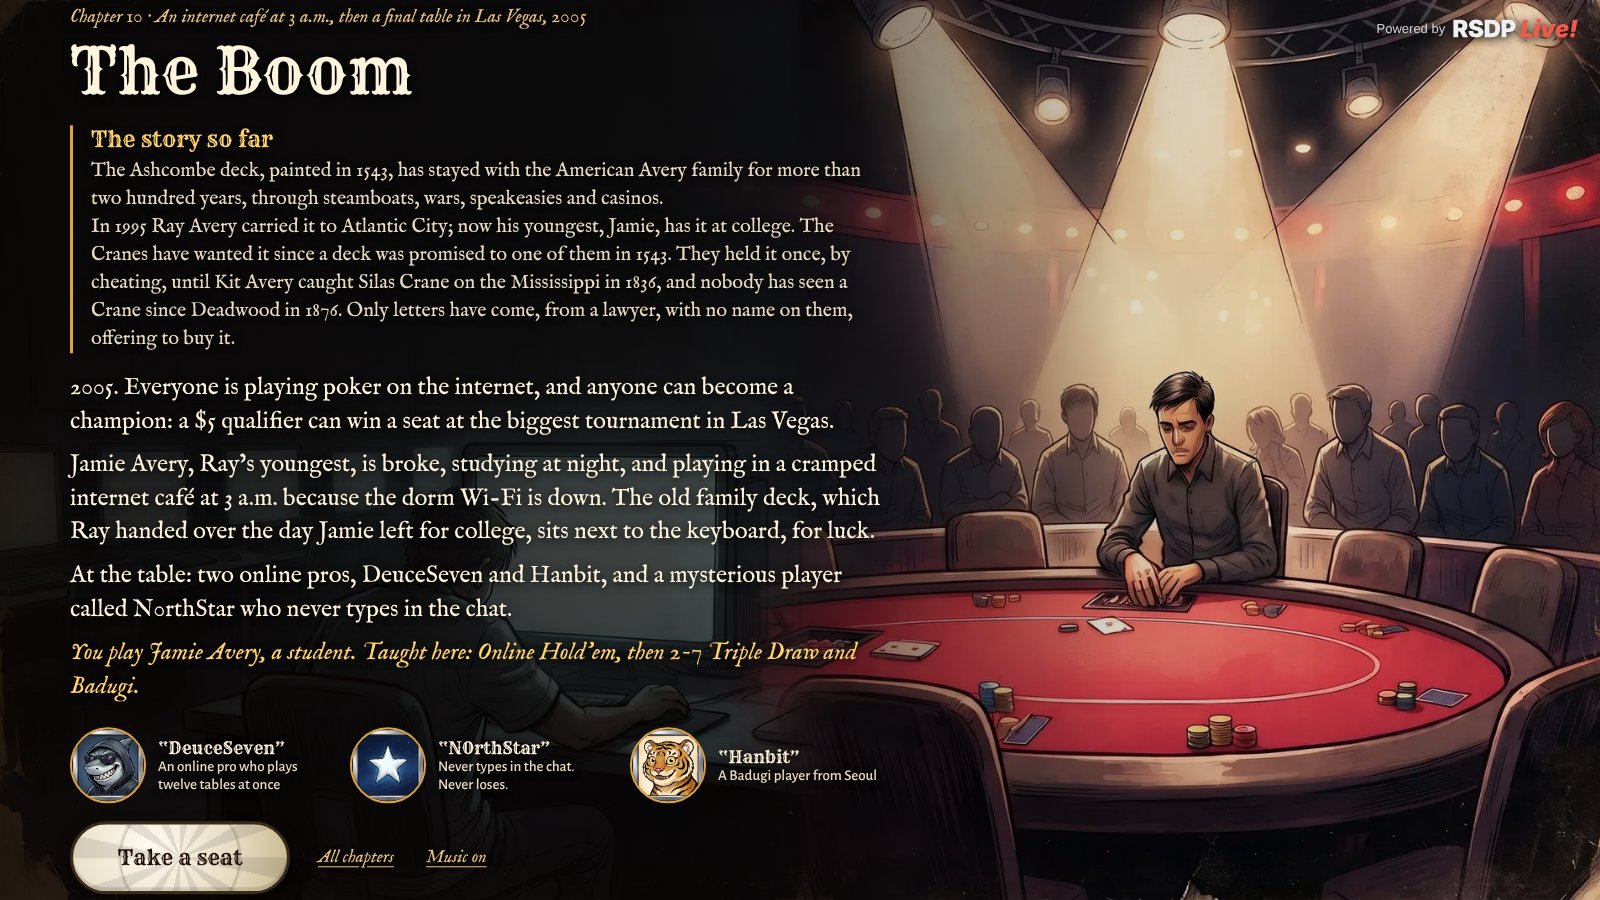 Chapter 10 · An internet café at 3 a.m., then a final table in Las Vegas, 2005
Powered by RSDP Live!
The Boom
The story so far
The Ashcombe deck, painted in 1543, has stayed with the American Avery family for more than
two hundred years, through steamboats, wars, speakeasies and casinos.
In 1995 Ray Avery carried it to Atlantic City; now his youngest, Jamie, has it at college. The
Cranes have wanted it since a deck was promised to one of them in 1543. They held it once, by
cheating, until Kit Avery caught Silas Crane on the Mississippi in 1836, and nobody has seen a
Crane since Deadwood in 1876. Only letters have come, from a lawyer, with no name on them,
offering to buy it.
2005. Everyone is playing poker on the internet, and anyone can become a
champion: a $5 qualifier can win a seat at the biggest tournament in Las Vegas.
Jamie Avery, Ray's youngest, is broke, studying at night, and playing in a cramped
internet café at 3 a.m. because the dorm Wi-Fi is down. The old family deck, which
Ray handed over the day Jamie left for college, sits next to the keyboard, for luck.
At the table: two online pros, DeuceSeven and Hanbit, and a mysterious player
called N0rthStar who never types in the chat.
You play Jamie Avery, a student. Taught here: Online Hold'em, then 2-7 Triple Draw and
Badugi.
"DeuceSeven"
An online pro who plays
twelve tables at once
"N0rthStar"
Never types in the chat.
Never loses.
"Hanbit"
A Badugi player from Seoul
Take a seat
All chapters
Music on